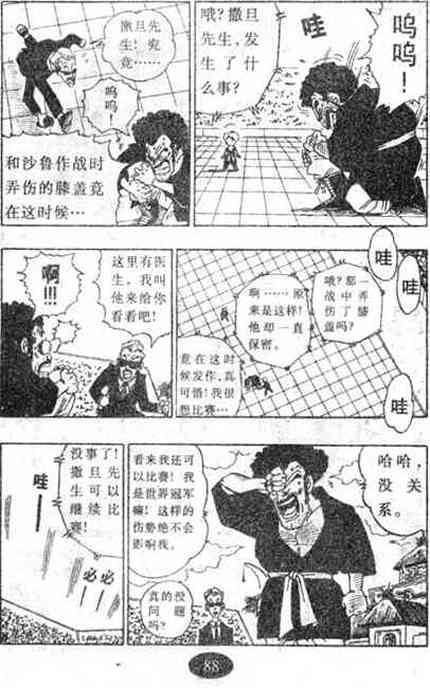 呜呜!
哇
哦?撒旦
先生,发
生了什
么事?
撒旦先
生!究
竟……
呜
呜!
和沙鲁作战时
弄伤的膝盖竟
在这时候…
哇
哇
哦?那一
战中弄
伤了膝
盖吗?
啊……原
来是这样!
他却一直
保密。
竟在这时
候发作,真
可惜!我很
想比赛…
哇
这里有医
生,我叫
他来给你
看看吧!
啊!!!
哈哈,
没关
系。
看来我还可
以比赛!我
是世界冠军
嘛!这样的
伤势绝不会
影响我。
真的没
问题
吗?
没事了!
撒旦先
生可以
继续比
赛!
哇——
必——
必——
88